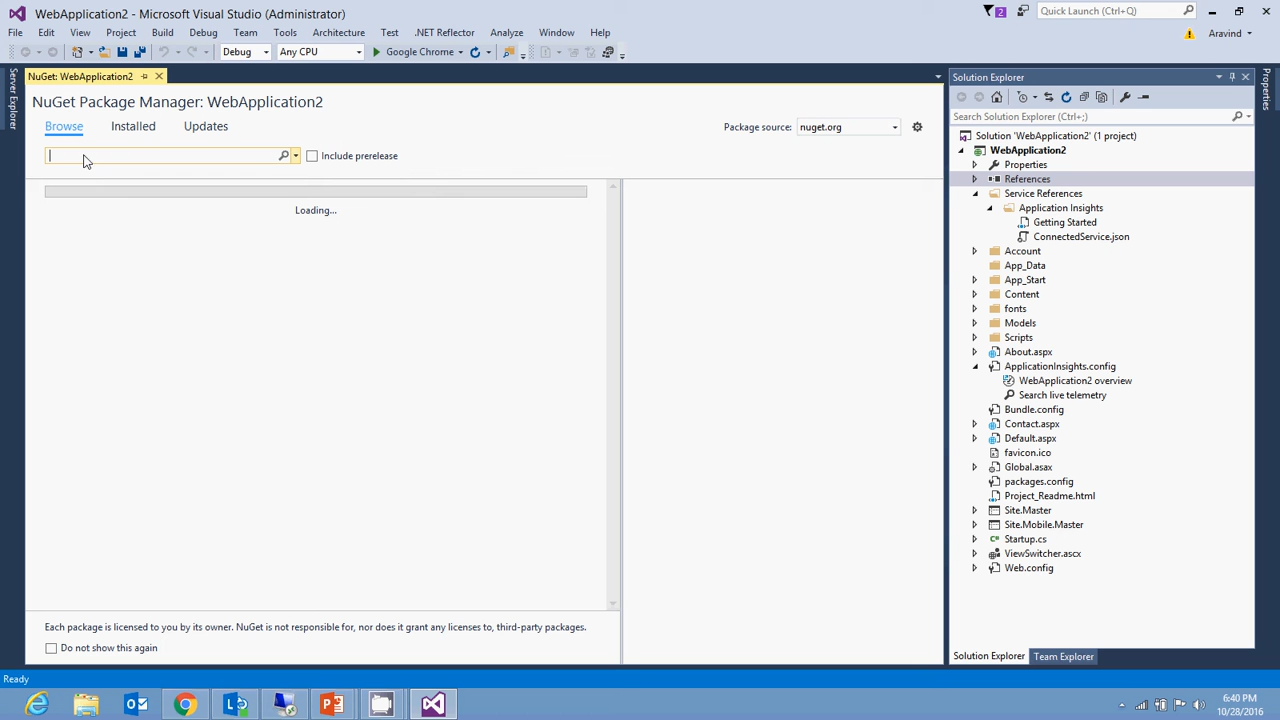 WebApplication2 - Microsoft Visual Studio (Administrator)
2
Quick Launch (Ctrl+Q)
File Edit View Project Build Debug Team Tools Architecture Test .NET Reflector Analyze Window Help
Aravind
Debug Any CPU Google Chrome
Server Explorer
NuGet: WebApplication2
NuGet Package Manager: WebApplication2
Browse Installed Updates
Package source: nuget.org
Include prerelease
Loading...
Each package is licensed to you by its owner. NuGet is not responsible for, nor does it grant any licenses to, third-party packages.
Do not show this again
Solution Explorer
Search Solution Explorer (Ctrl+;)
Solution 'WebApplication2' (1 project)
WebApplication2
Properties
References
Service References
Application Insights
Getting Started
ConnectedService.json
Account
App_Data
App_Start
Content
fonts
Models
Scripts
About.aspx
ApplicationInsights.config
WebApplication2 overview
Search live telemetry
Bundle.config
Contact.aspx
Default.aspx
favicon.ico
Global.asax
packages.config
Project_Readme.html
Site.Master
Site.Mobile.Master
Startup.cs
ViewSwitcher.ascx
Web.config
Solution Explorer Team Explorer
Properties
Ready
6:40 PM
10/28/2016